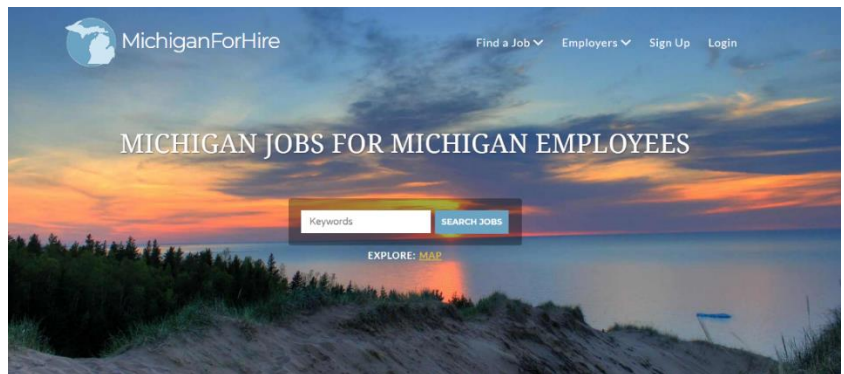 MichiganForHire
Find a Job Employers Sign Up Login
MICHIGAN JOBS FOR MICHIGAN EMPLOYEES
Keywords SEARCH JOBS
EXPLORE: MAP